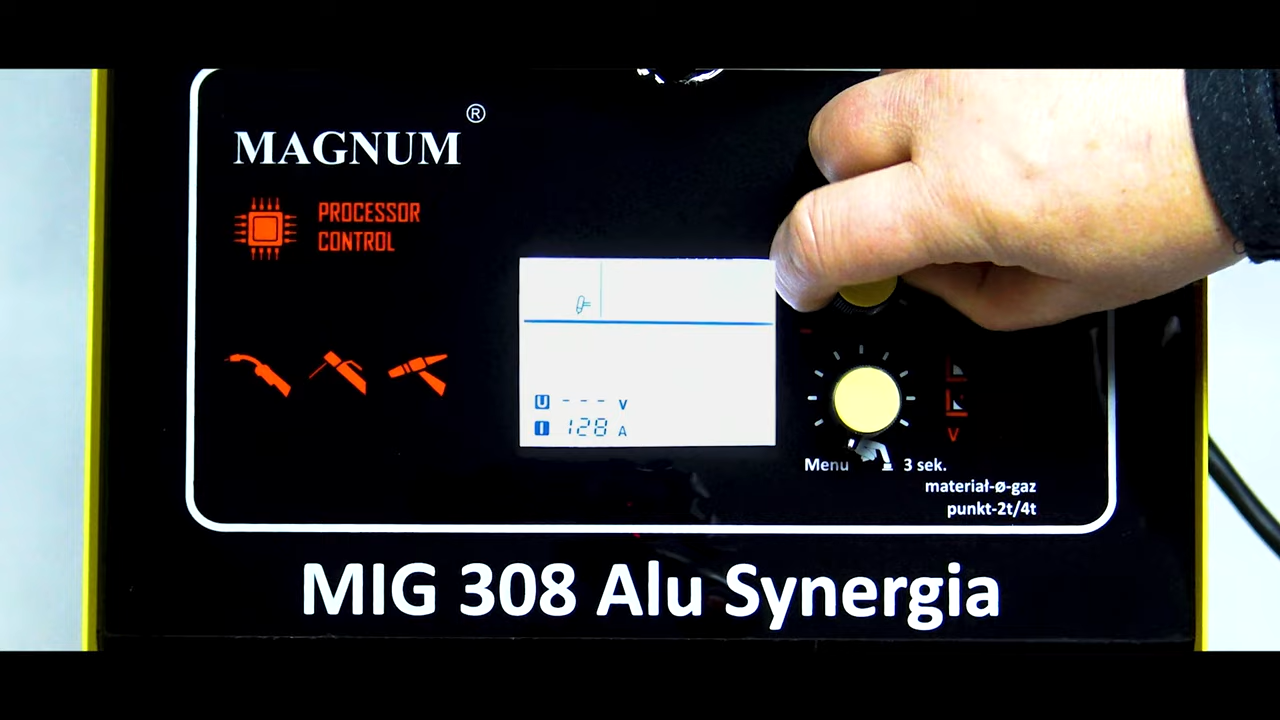 MAGNUM ®
PROCESSOR
CONTROL
U - - - V
I 128 A
V
Menu 3 sek.
materiał-ø-gaz
punkt-2t/4t
MIG 308 Alu Synergia